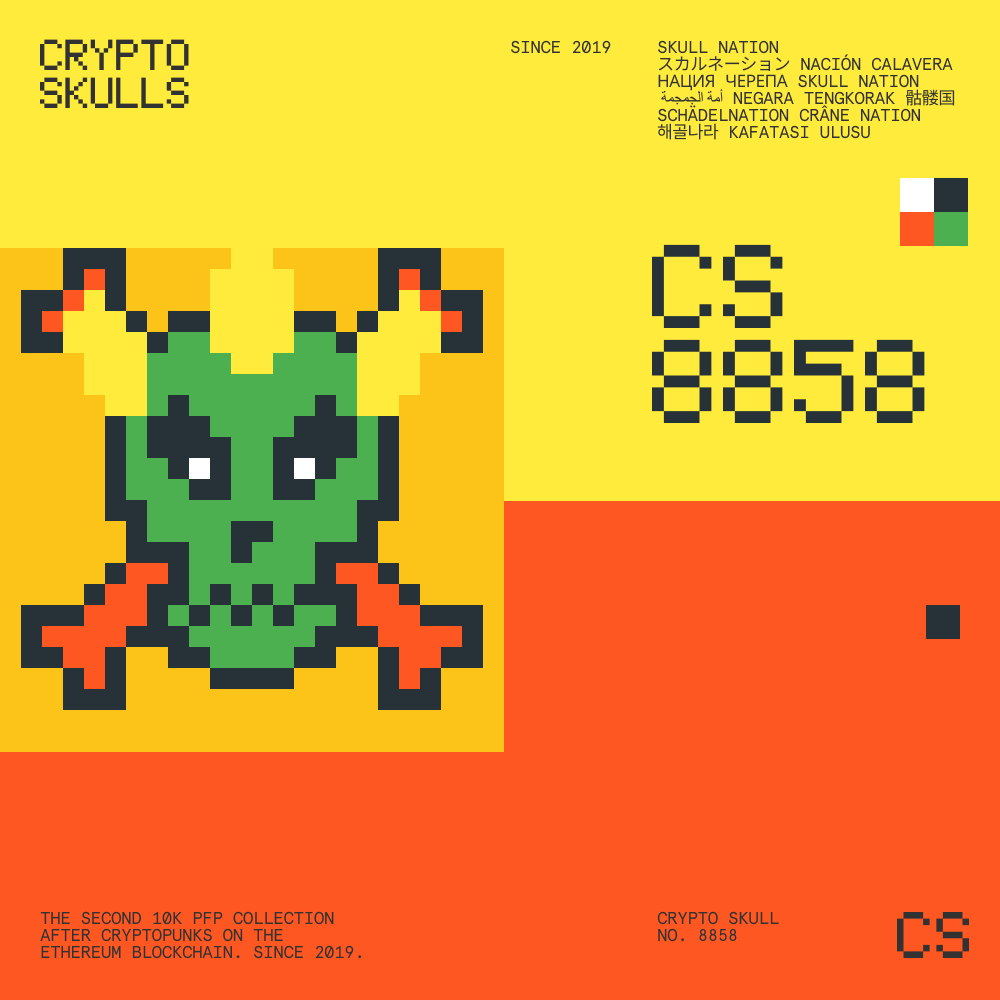 CRYPTO
SKULLS
SINCE 2019
SKULL NATION
スカルネーション NACIÓN CALAVERA
НАЦИЯ ЧЕРЕПА SKULL NATION
أمة الجمجمة NEGARA TENGKORAK 骷髅国
SCHÄDELNATION CRÂNE NATION
해골나라 KAFATASI ULUSU
CS
8858
THE SECOND 10K PFP COLLECTION
AFTER CRYPTOPUNKS ON THE
ETHEREUM BLOCKCHAIN. SINCE 2019.
CRYPTO SKULL
NO. 8858
CS